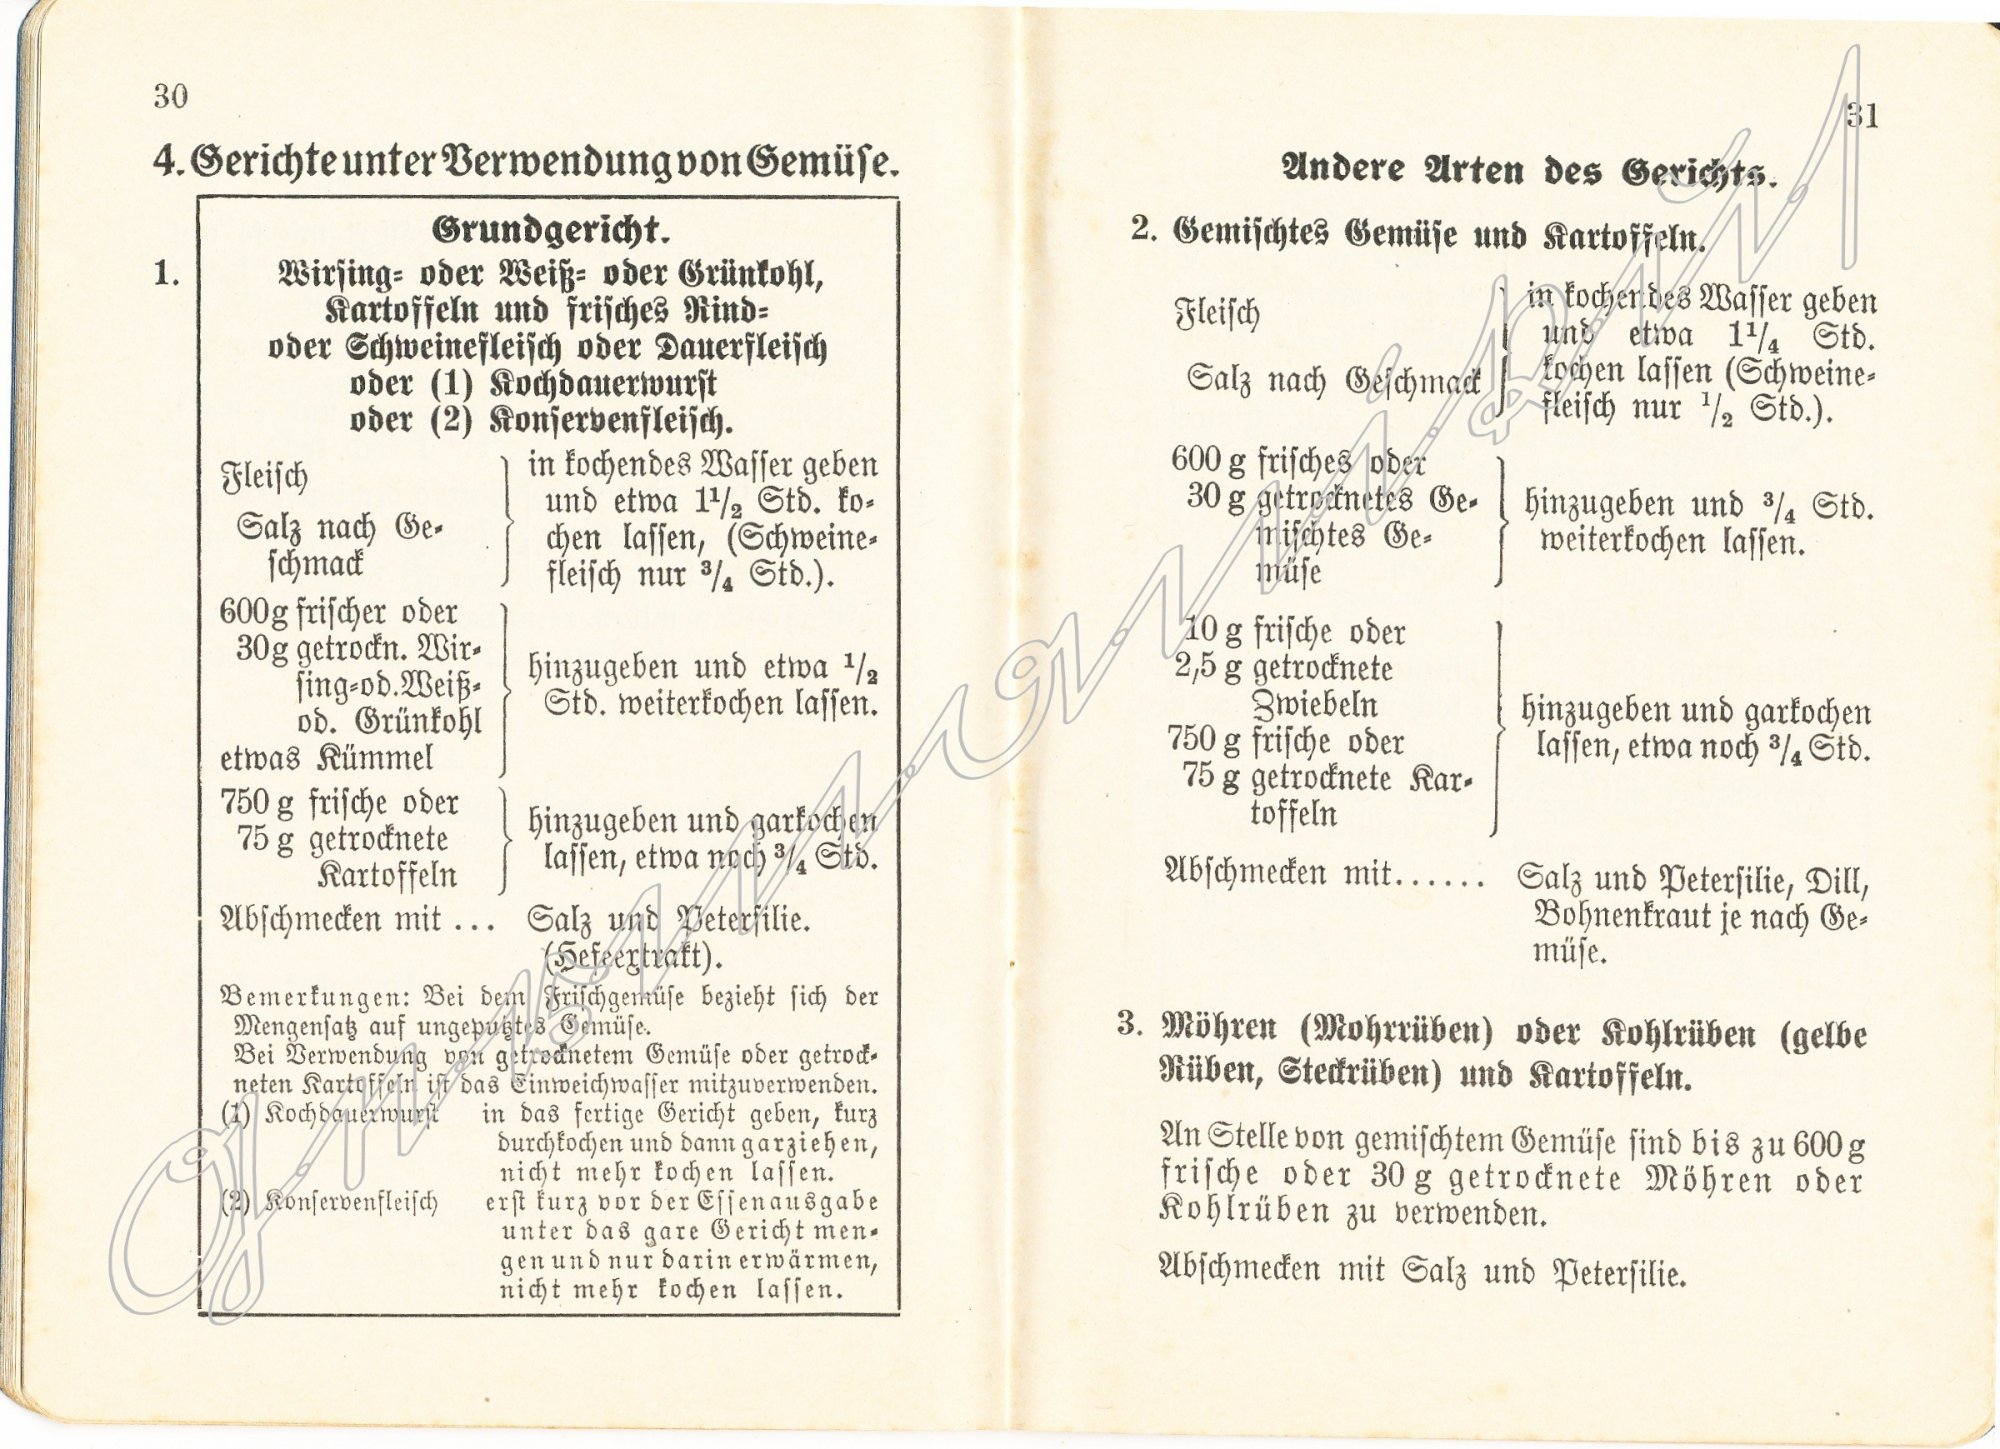 30
4. Gerichte unter Verwendung von Gemüse.
Grundgericht.
1. Wirsing- oder Weiß- oder Grünkohl,
Kartoffeln und frisches Rind-
oder Schweinefleisch oder Dauerfleisch
oder (1) Kochdauerwurst
oder (2) Konservenfleisch.
Fleisch
Salz nach Ge-
schmack
in kochendes Wasser geben
und etwa 1 1/2 Std. ko-
chen lassen, (Schweine-
fleisch nur 3/4 Std.).
600 g frischer oder
30 g getrockn. Wir-
sing- od. Weiß-
od. Grünkohl
etwas Kümmel
hinzugeben und etwa 1/2
Std. weiterkochen lassen.
750 g frische oder
75 g getrocknete
Kartoffeln
hinzugeben und garkochen
lassen, etwa noch 3/4 Std.
Abschmecken mit ... Salz und Petersilie.
(Hefeextrakt).
Bemerkungen: Bei dem Frischgemüse bezieht sich der
Mengensatz auf ungeputztes Gemüse.
Bei Verwendung von getrocknetem Gemüse oder getrock-
neten Kartoffeln ist das Einweichwasser mitzuverwenden.
(1) Kochdauerwurst in das fertige Gericht geben, kurz
durchkochen und dann garziehen,
nicht mehr kochen lassen.
(2) Konservenfleisch erst kurz vor der Essenausgabe
unter das gare Gericht men-
gen und nur darin erwärmen,
nicht mehr kochen lassen.
31
Andere Arten des Gerichts.
2. Gemischtes Gemüse und Kartoffeln.
Fleisch
Salz nach Geschmack
in kochendes Wasser geben
und etwa 1 1/4 Std.
kochen lassen (Schweine-
fleisch nur 1/2 Std.).
600 g frisches oder
30 g getrocknetes Ge-
mischtes Ge-
müse
hinzugeben und 3/4 Std.
weiterkochen lassen.
10 g frische oder
2,5 g getrocknete
Zwiebeln
750 g frische oder
75 g getrocknete Kar-
toffeln
hinzugeben und garkochen
lassen, etwa noch 3/4 Std.
Abschmecken mit...... Salz und Petersilie, Dill,
Bohnenkraut je nach Ge-
müse.
3. Möhren (Mohrrüben) oder Kohlrüben (gelbe
Rüben, Steckrüben) und Kartoffeln.
An Stelle von gemischtem Gemüse sind bis zu 600 g
frische oder 30 g getrocknete Möhren oder
Kohlrüben zu verwenden.
Abschmecken mit Salz und Petersilie.